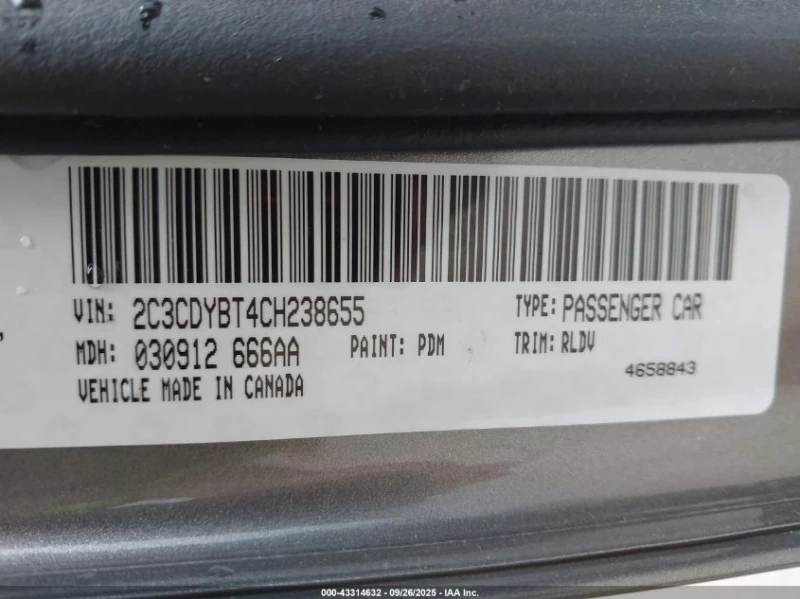 VIN: 2C3CDYBT4CH238655 TYPE: PASSENGER CAR
MDH: 030912 666AA PAINT: PDM TRIM: RLDV
VEHICLE MADE IN CANADA 4658843
000-43314632 - 09/26/2025 - IAA Inc.